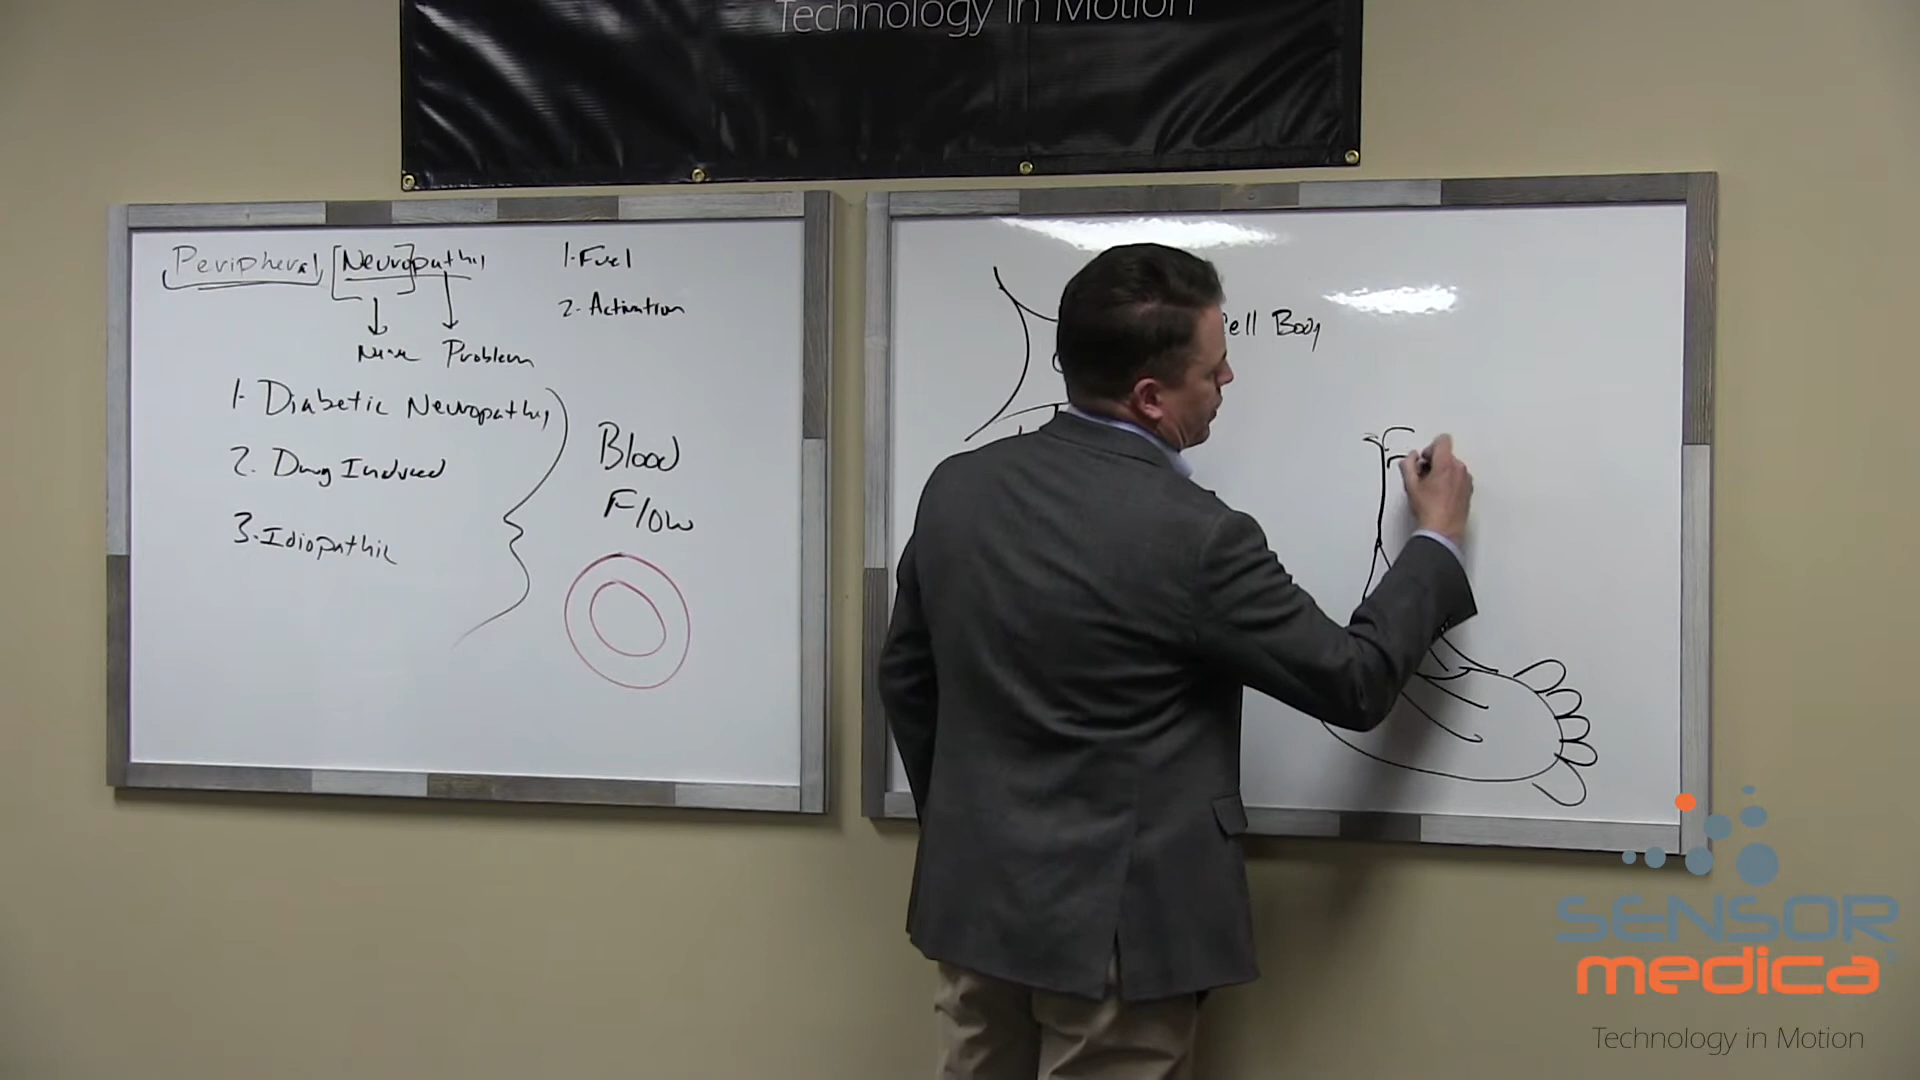 Technology in Motion
Peripheral Neuropathy
Nerve Problem
1. Diabetic Neuropathy
2. Drug Induced
3. Idiopathic
1. Fuel
2. Activation
Blood
Flow
Cell Body
SENSOR
medica
Technology in Motion